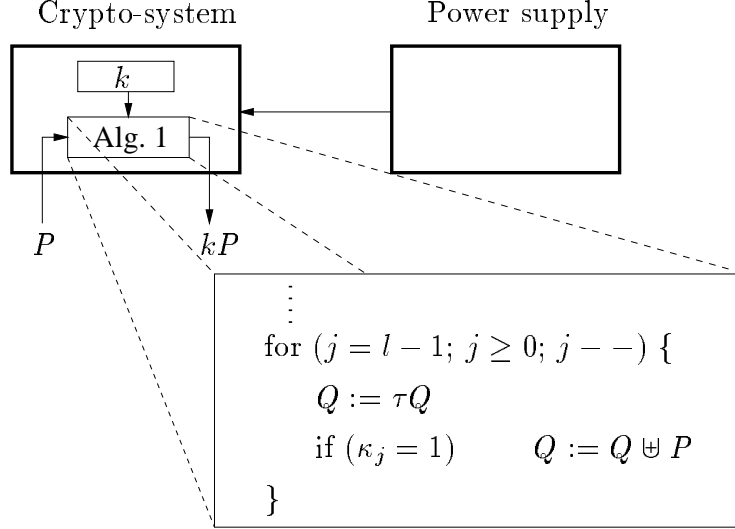 Crypto-system Power supply
k
Alg. 1
P kP
for (j = l − 1; j ≥ 0; j − −) {
Q := τQ
if (κ_j = 1) Q := Q ⊎ P
}